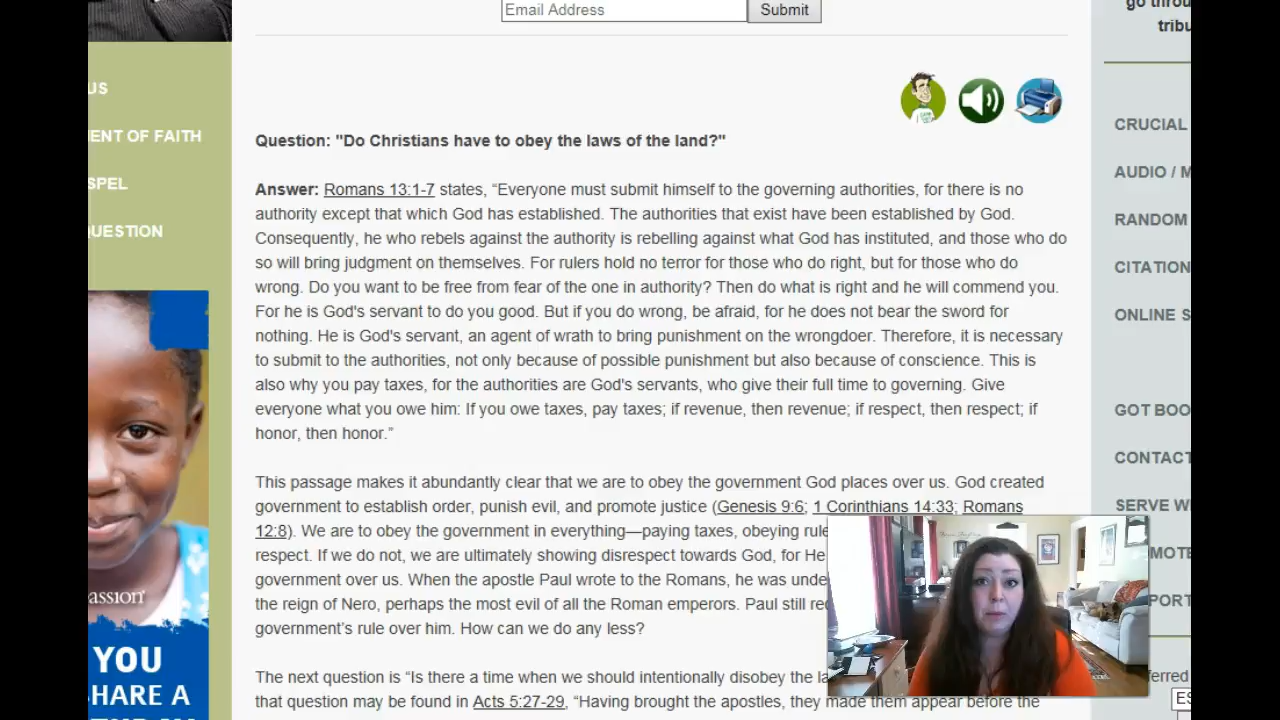 go throu
tribu
Email Address
Submit
US
ENT OF FAITH
SPEL
QUESTION
Question: "Do Christians have to obey the laws of the land?"
Answer: Romans 13:1-7 states, “Everyone must submit himself to the governing authorities, for there is no
authority except that which God has established. The authorities that exist have been established by God.
Consequently, he who rebels against the authority is rebelling against what God has instituted, and those who do
so will bring judgment on themselves. For rulers hold no terror for those who do right, but for those who do
wrong. Do you want to be free from fear of the one in authority? Then do what is right and he will commend you.
For he is God's servant to do you good. But if you do wrong, be afraid, for he does not bear the sword for
nothing. He is God's servant, an agent of wrath to bring punishment on the wrongdoer. Therefore, it is necessary
to submit to the authorities, not only because of possible punishment but also because of conscience. This is
also why you pay taxes, for the authorities are God's servants, who give their full time to governing. Give
everyone what you owe him: If you owe taxes, pay taxes; if revenue, then revenue; if respect, then respect; if
honor, then honor.”
This passage makes it abundantly clear that we are to obey the government God places over us. God created
government to establish order, punish evil, and promote justice (Genesis 9:6; 1 Corinthians 14:33; Romans
12:8). We are to obey the government in everything—paying taxes, obeying rule
respect. If we do not, we are ultimately showing disrespect towards God, for He
government over us. When the apostle Paul wrote to the Romans, he was unde
the reign of Nero, perhaps the most evil of all the Roman emperors. Paul still rec
government’s rule over him. How can we do any less?
The next question is “Is there a time when we should intentionally disobey the la
that question may be found in Acts 5:27-29, “Having brought the apostles, they made them appear before the
CRUCIAL
AUDIO / M
RANDOM
CITATION
ONLINE S
GOT BOO
CONTACT
SERVE W
MOTE
PORT
ferred
ES
assion
YOU
SHARE A